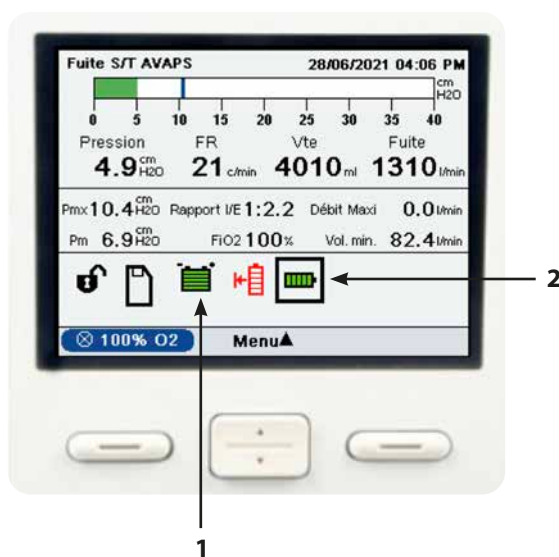 Fuite S/T AVAPS 28/06/2021 04:06 PM
cm
H2O
0 5 10 15 20 25 30 35 40
Pression FR Vte Fuite
4.9 cm H2O 21 c/min 4010 ml 1310 l/min
Pmx 10.4 cm H2O Rapport I/E 1:2.2 Débit Maxi 0.0 l/min
Pm 6.9 cm H2O FiO2 100% Vol. min. 82.4 l/min
2
100% O2 Menu
1